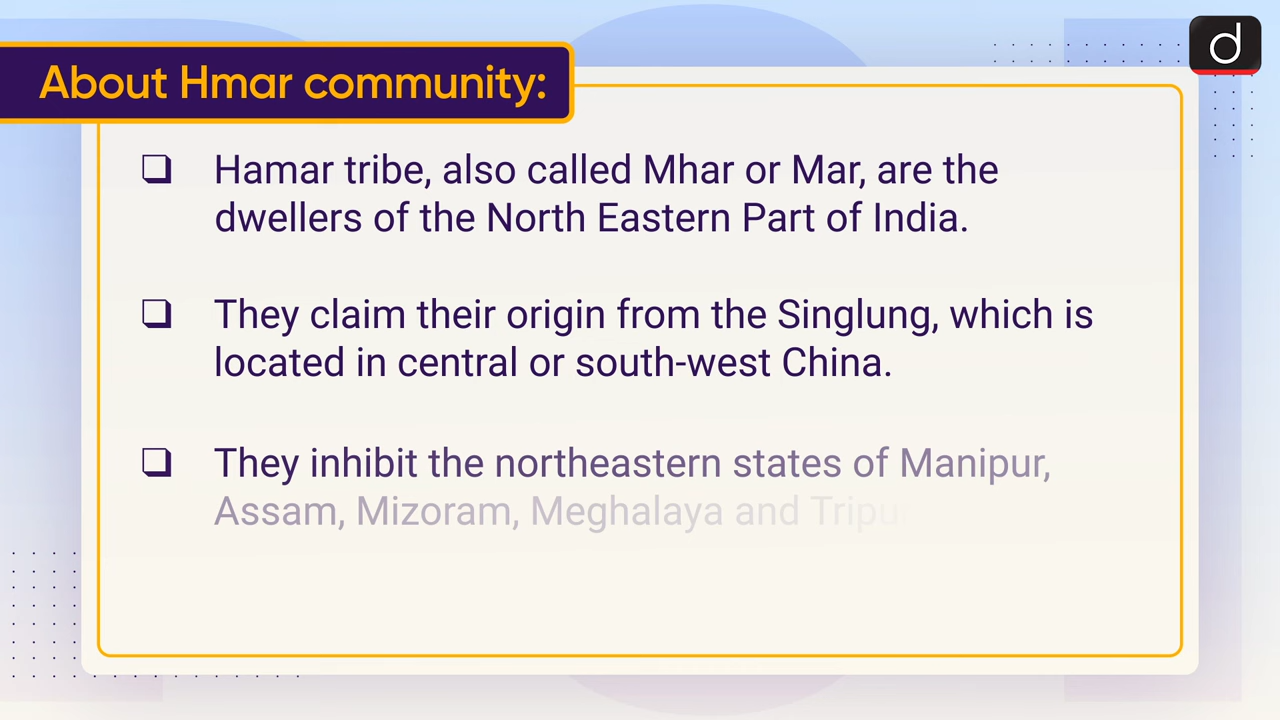 d
About Hmar community:
❑ Hamar tribe, also called Mhar or Mar, are the
dwellers of the North Eastern Part of India.
❑ They claim their origin from the Singlung, which is
located in central or south-west China.
❑ They inhibit the northeastern states of Manipur,
Assam, Mizoram, Meghalaya and